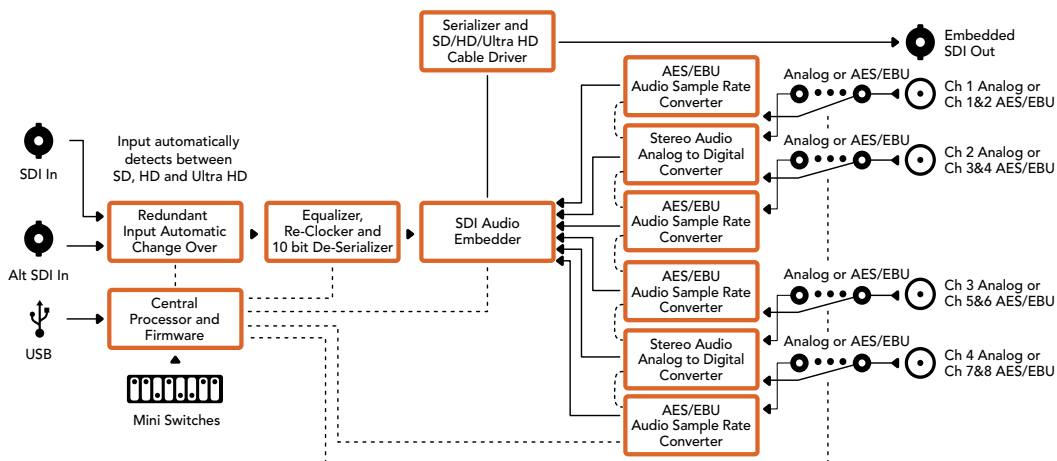 Serializer and
SD/HD/Ultra HD
Cable Driver
Embedded
SDI Out
AES/EBU
Audio Sample Rate
Converter
Analog or AES/EBU
Ch 1 Analog or
Ch 1&2 AES/EBU
SDI In
Input automatically
detects between
SD, HD and Ultra HD
Stereo Audio
Analog to Digital
Converter
Analog or AES/EBU
Ch 2 Analog or
Ch 3&4 AES/EBU
Alt SDI In
Redundant
Input Automatic
Change Over
Equalizer,
Re-Clocker and
10 bit De-Serializer
SDI Audio
Embedder
AES/EBU
Audio Sample Rate
Converter
USB
Central
Processor and
Firmware
AES/EBU
Audio Sample Rate
Converter
Analog or AES/EBU
Ch 3 Analog or
Ch 5&6 AES/EBU
Mini Switches
Stereo Audio
Analog to Digital
Converter
Analog or AES/EBU
Ch 4 Analog or
Ch 7&8 AES/EBU
AES/EBU
Audio Sample Rate
Converter